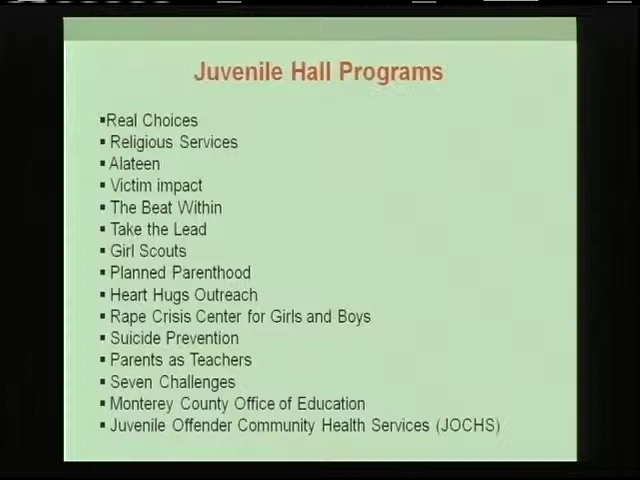 Juvenile Hall Programs
▪Real Choices
▪ Religious Services
▪ Alateen
▪ Victim impact
▪ The Beat Within
▪ Take the Lead
▪ Girl Scouts
▪ Planned Parenthood
▪ Heart Hugs Outreach
▪ Rape Crisis Center for Girls and Boys
▪ Suicide Prevention
▪ Parents as Teachers
▪ Seven Challenges
▪ Monterey County Office of Education
▪ Juvenile Offender Community Health Services (JOCHS)